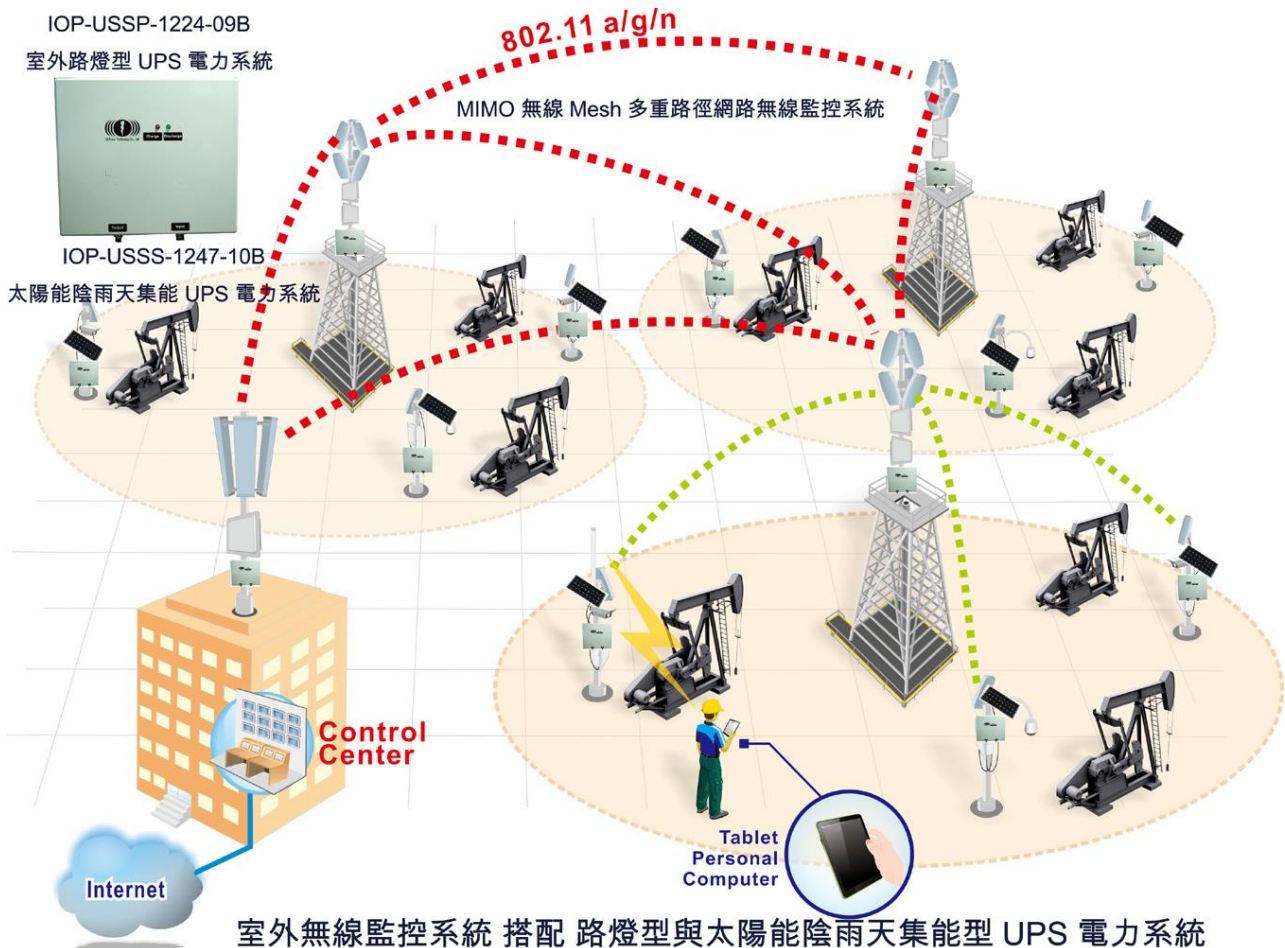 IOP-USSP-1224-09B
室外路燈型 UPS 電力系統
802.11 a/g/n
MIMO 無線 Mesh 多重路徑網路無線監控系統
Charge Discharge
Output Input
IOP-USSS-1247-10B
太陽能陰雨天集能 UPS 電力系統
Control
Center
Tablet
Personal
Computer
Internet
室外無線監控系統 搭配 路燈型與太陽能陰雨天集能型 UPS 電力系統